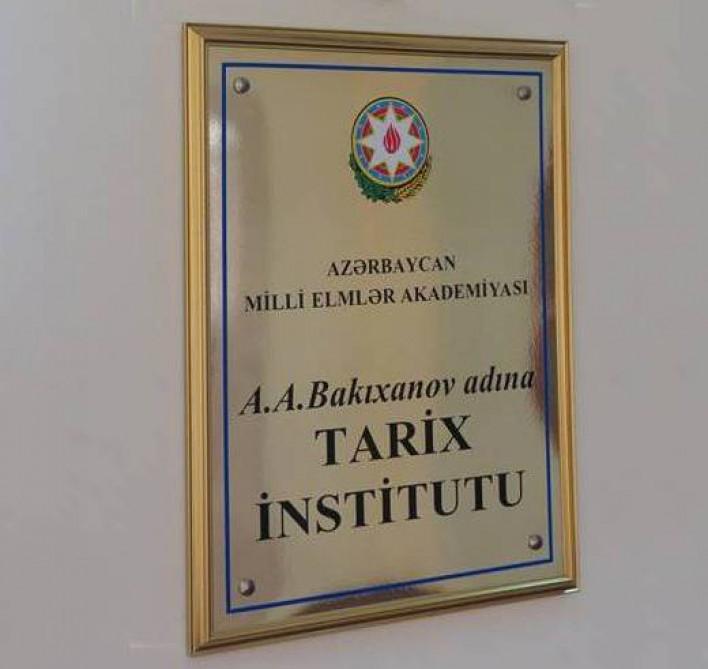 AZƏRBAYCAN
MİLLİ ELMLƏR AKADEMİYASI
A.A.Bakıxanov adına
TARİX
İNSTİTUTU